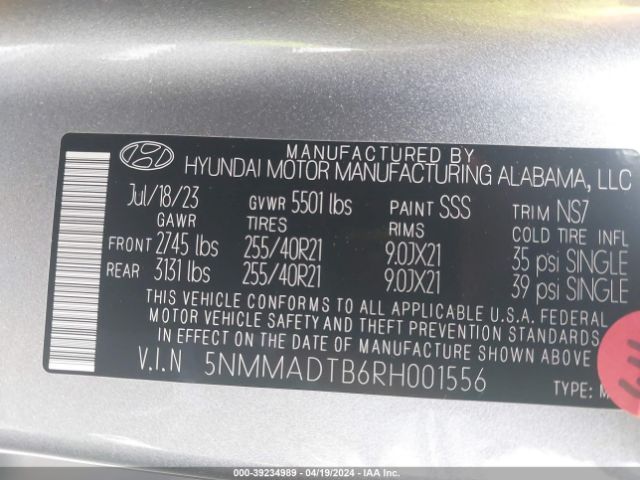 MANUFACTURED BY
HYUNDAI MOTOR MANUFACTURING ALABAMA, LLC
Jul/18/23 GVWR 5501 lbs PAINT SSS TRIM NS7
GAWR TIRES RIMS COLD TIRE INFL
FRONT 2745 lbs 255/40R21 9.0JX21 35 psi SINGLE
REAR 3131 lbs 255/40R21 9.0JX21 39 psi SINGLE
THIS VEHICLE CONFORMS TO ALL APPLICABLE U.S.A. FEDERAL
MOTOR VEHICLE SAFETY AND THEFT PREVENTION STANDARDS
IN EFFECT ON THE DATE OF MANUFACTURE SHOWN ABOVE
V.I.N 5NMMADTB6RH001556
TYPE: M
000-39234989 - 04/19/2024 - IAA Inc.